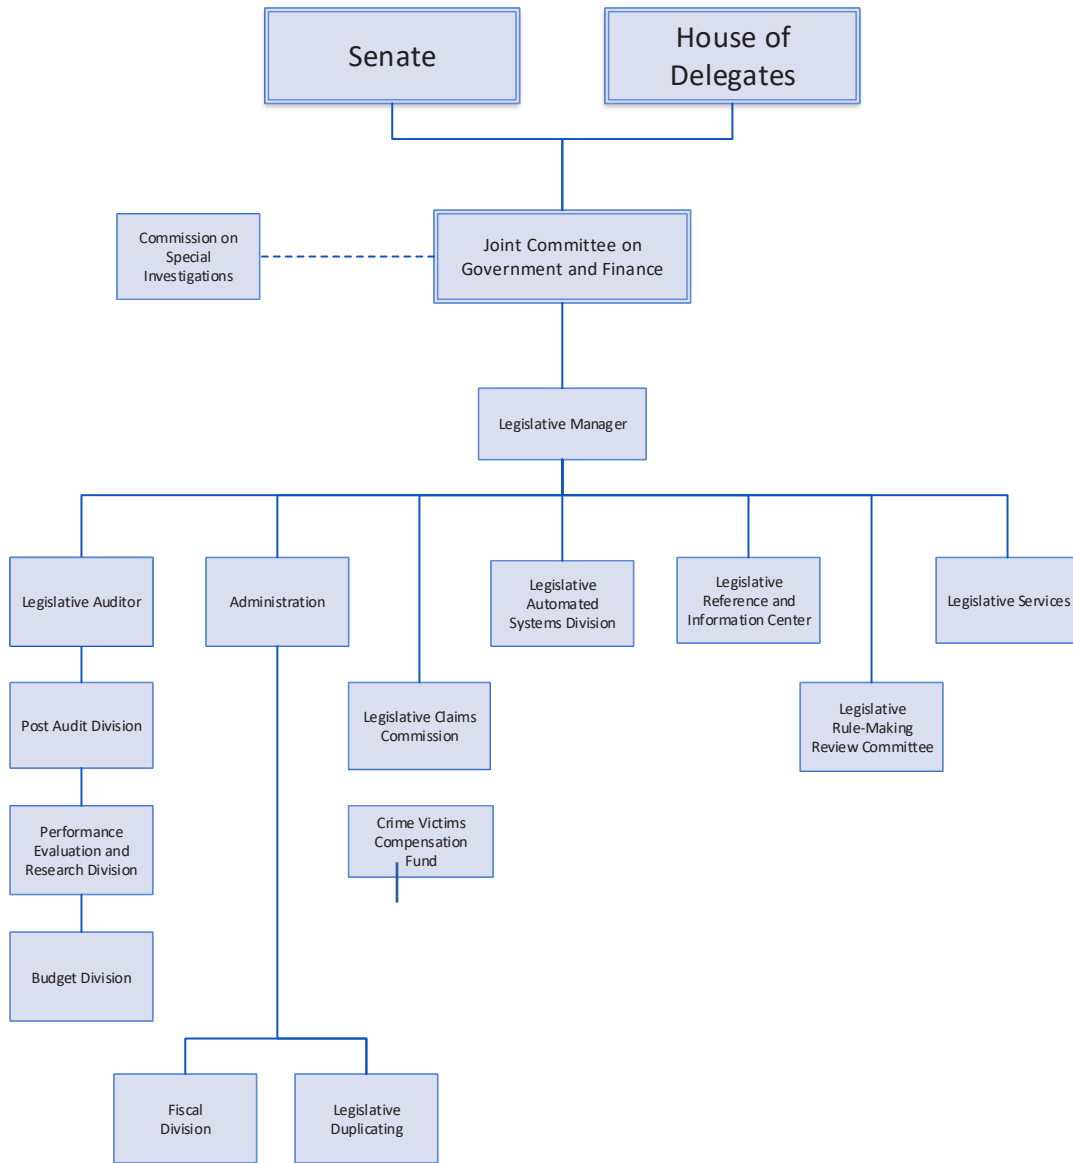 Senate
House of
Delegates
Commission on
Special
Investigations
Joint Committee on
Government and Finance
Legislative Manager
Legislative Auditor
Administration
Legislative
Automated
Systems Division
Legislative
Reference and
Information Center
Legislative Services
Post Audit Division
Legislative Claims
Commission
Legislative
Rule-Making
Review Committee
Performance
Evaluation and
Research Division
Crime Victims
Compensation
Fund
Budget Division
Fiscal
Division
Legislative
Duplicating